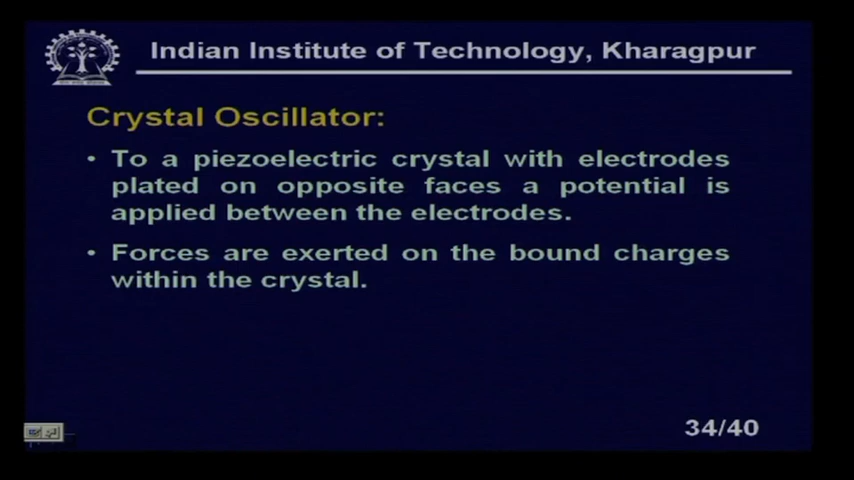 Indian Institute of Technology, Kharagpur
Crystal Oscillator:
• To a piezoelectric crystal with electrodes
plated on opposite faces a potential is
applied between the electrodes.
• Forces are exerted on the bound charges
within the crystal.
34/40